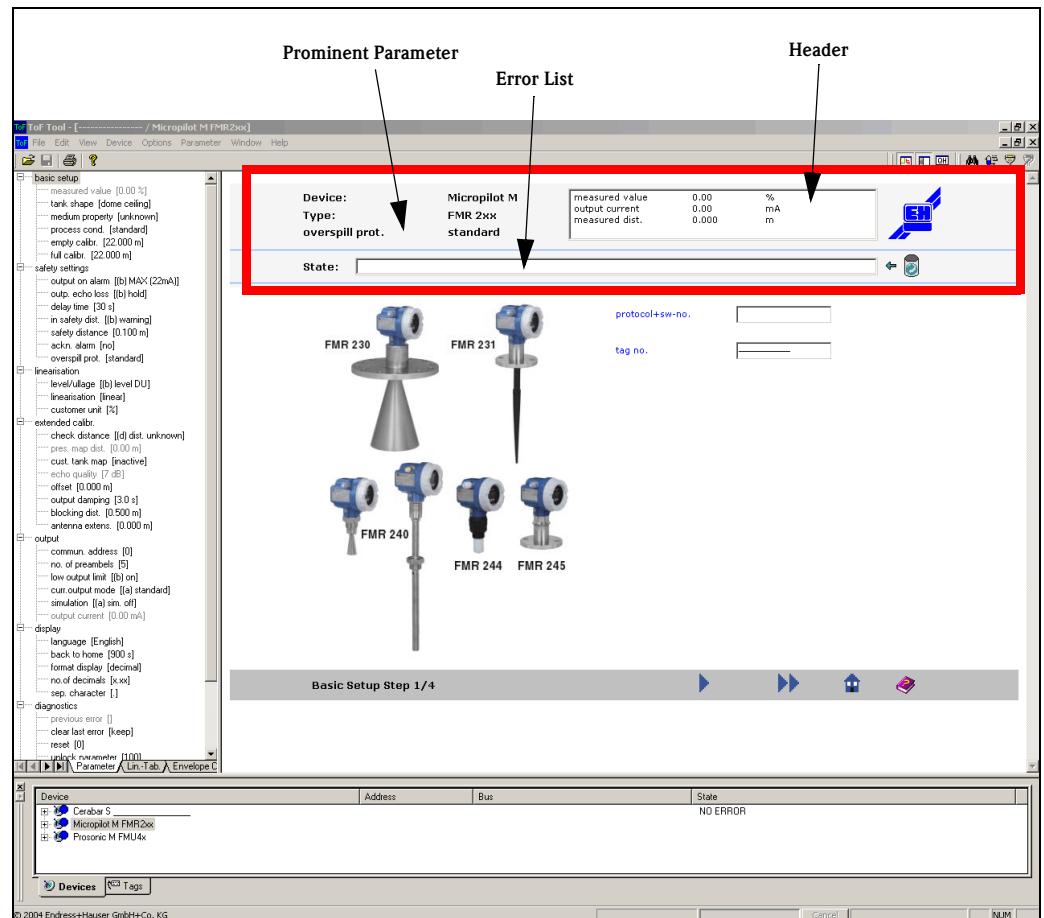 Prominent Parameter
Header
Error List
ToF Tool - [---------------- / Micropilot M FMR2xx]
File Edit View Device Options Parameter Window Help
basic setup
measured value [0.00 %]
tank shape [dome ceiling]
medium property [unknown]
process cond. [standard]
empty calibr. [22.000 m]
full calibr. [22.000 m]
safety settings
output on alarm [(b) MAX (22mA)]
outp. echo loss [(b) hold]
delay time [30 s]
in safety dist. [(b) warning]
safety distance [0.100 m]
ackn. alarm [no]
overspill prot. [standard]
linearisation
level/ullage [(b) level DU]
linearisation [linear]
customer unit [%]
extended calibr.
check distance [(d) dist. unknown]
pres. map dist. [0.00 m]
cust. tank map [inactive]
echo quality [7 dB]
offset [0.000 m]
output damping [3.0 s]
blocking dist. [0.500 m]
antenna extens. [0.000 m]
output
commun. address [0]
no. of preambels [5]
low output limit [(b) on]
curr.output mode [(a) standard]
simulation [(a) sim. off]
output current [0.00 mA]
display
language [English]
back to home [900 s]
format display [decimal]
no.of decimals [x.xx]
sep. character [.]
diagnostics
previous error []
clear last error [keep]
reset [0]
unlock parameter [100]
Parameter Lin.-Tab. Envelope C
Device: Micropilot M
Type: FMR 2xx
overspill prot. standard
measured value 0.00 %
output current 0.00 mA
measured dist. 0.000 m
EH
State:
FMR 230
FMR 231
protocol+sw-no.
tag no.
FMR 240
FMR 244
FMR 245
Basic Setup Step 1/4
Device Address Bus State
Cerabar S NO ERROR
Micropilot M FMR2xx
Prosonic M FMU4x
Devices Tags
© 2004 Endress+Hauser GmbH+Co. KG
Cancel
NUM